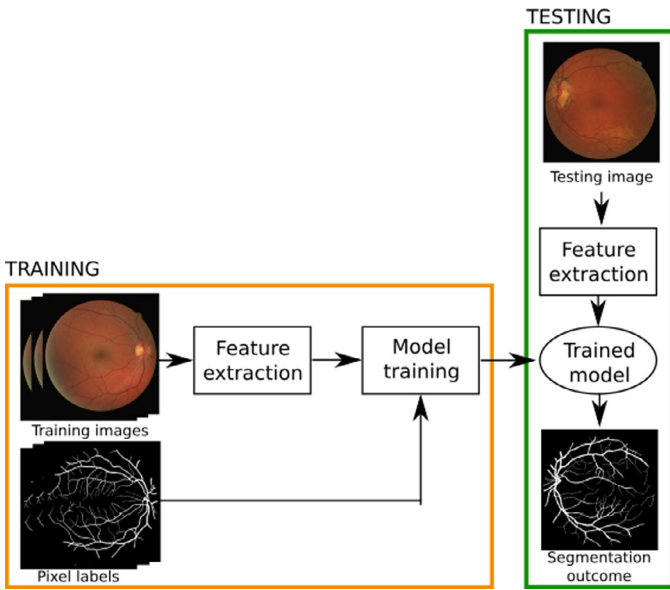 TESTING
Testing image
Feature
extraction
TRAINING
Feature
extraction
Model
training
Trained
model
Training images
Pixel labels
Segmentation
outcome